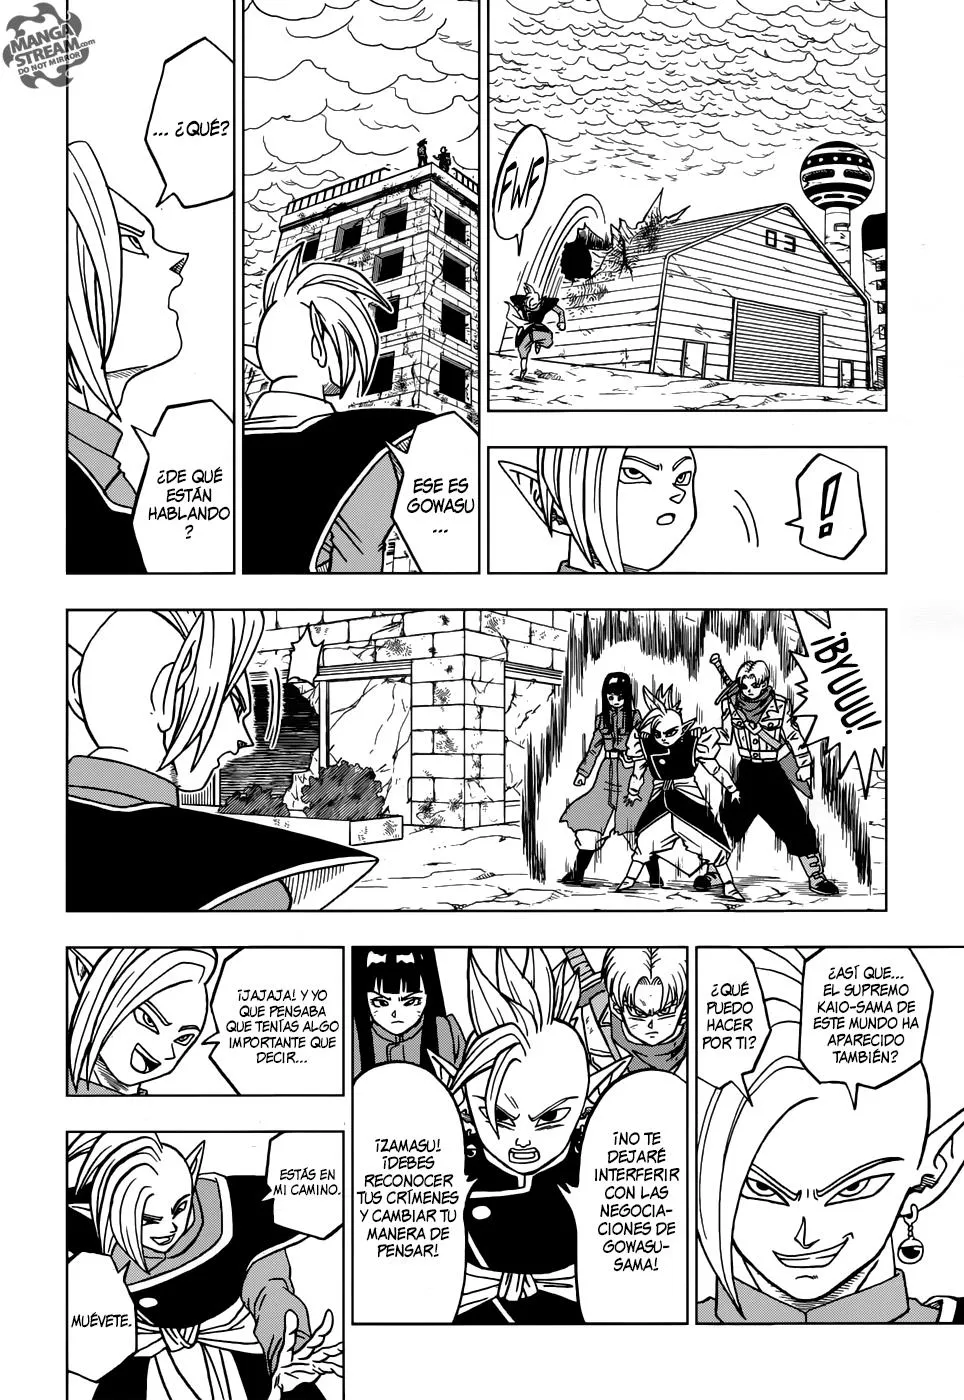 MANGA
STREAM.com
DO NOT MIRROR!
FWF
03
!
ESE ES
GOWASU
...
... ¿QUÉ?
¿DE QUÉ
ESTÁN
HABLANDO
?
¡BYUUUU!
¿ASÍ QUE...
EL SUPREMO
KAIO-SAMA DE
ESTE MUNDO HA
APARECIDO
TAMBIÉN?
¿QUÉ
PUEDO
HACER
POR TI?
¡NO TE
DEJARÉ
INTERFERIR
CON LAS
NEGOCIA-
CIONES DE
GOWASU-
SAMA!
¡ZAMASU!
¡DEBES
RECONOCER
TUS CRÍMENES
Y CAMBIAR TU
MANERA DE
PENSAR!
¡JAJAJA! Y YO
QUE PENSABA
QUE TENÍAS ALGO
IMPORTANTE QUE
DECIR...
ESTÁS EN
MI CAMINO.
MUÉVETE.